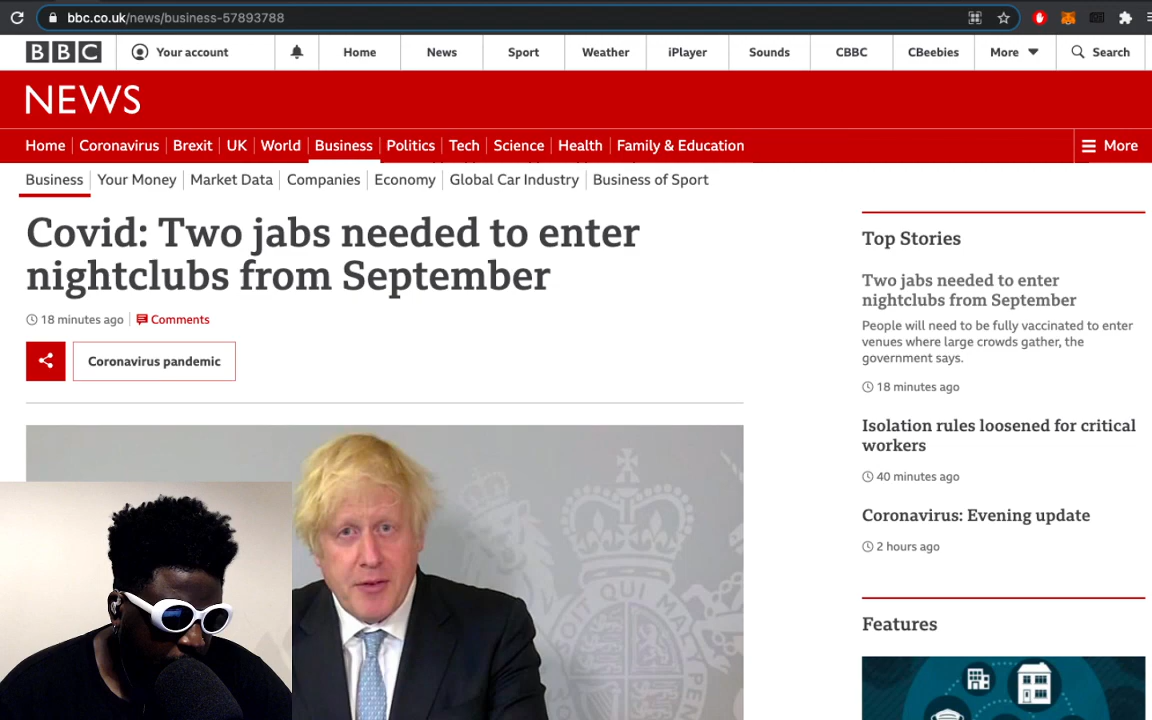 bbc.co.uk/news/business-57893788
BBC Your account Home News Sport Weather iPlayer Sounds CBBC CBeebies More Search
NEWS
Home Coronavirus Brexit UK World Business Politics Tech Science Health Family & Education More
Business Your Money Market Data Companies Economy Global Car Industry Business of Sport
Covid: Two jabs needed to enter
nightclubs from September
18 minutes ago Comments
Coronavirus pandemic
Top Stories
Two jabs needed to enter
nightclubs from September
People will need to be fully vaccinated to enter
venues where large crowds gather, the
government says.
18 minutes ago
Isolation rules loosened for critical
workers
40 minutes ago
Coronavirus: Evening update
2 hours ago
Features